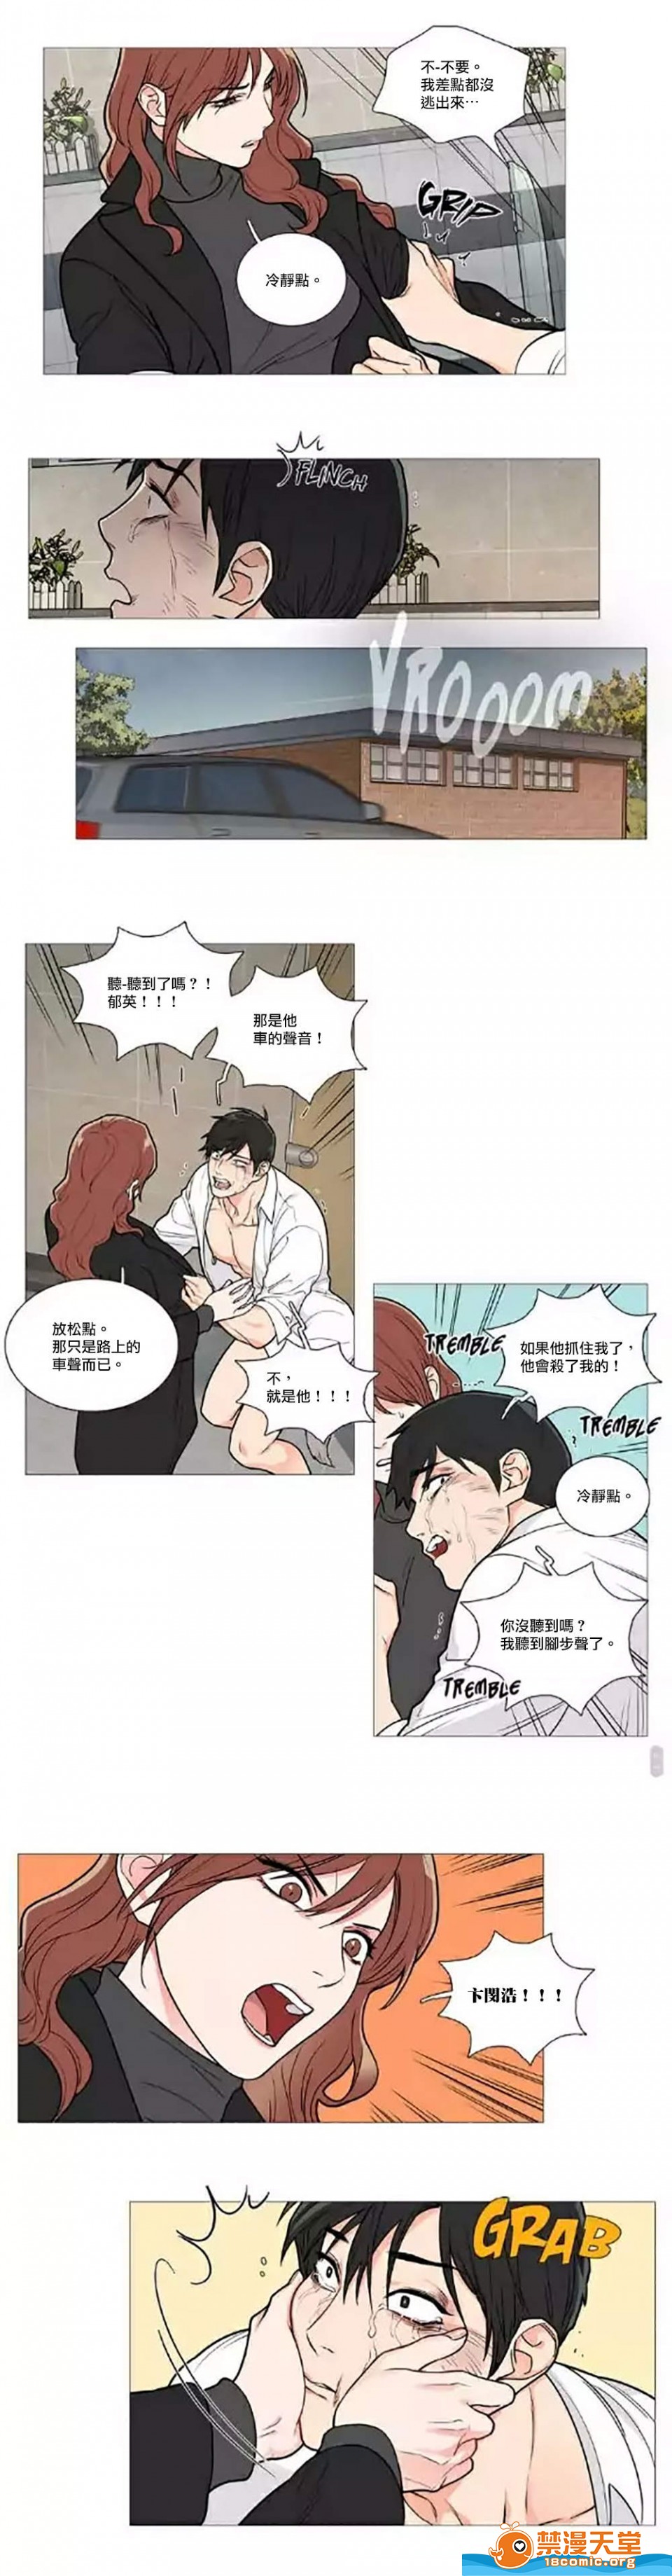 不-不要。
我差點都沒
逃出來…
GRIP
冷靜點。
FLINCH
VROOOM
聽-聽到了嗎？！
郁英！！！
那是他
車的聲音！
放松點。
那只是路上的
車聲而已。
不，
就是他！！！
TREMBLE
如果他抓住我了，
他會殺了我的！
TREMBLE
冷靜點。
你沒聽到嗎？
我聽到腳步聲了。
TREMBLE
卞閔浩！！！
GRAB
禁漫天堂
18comic.org